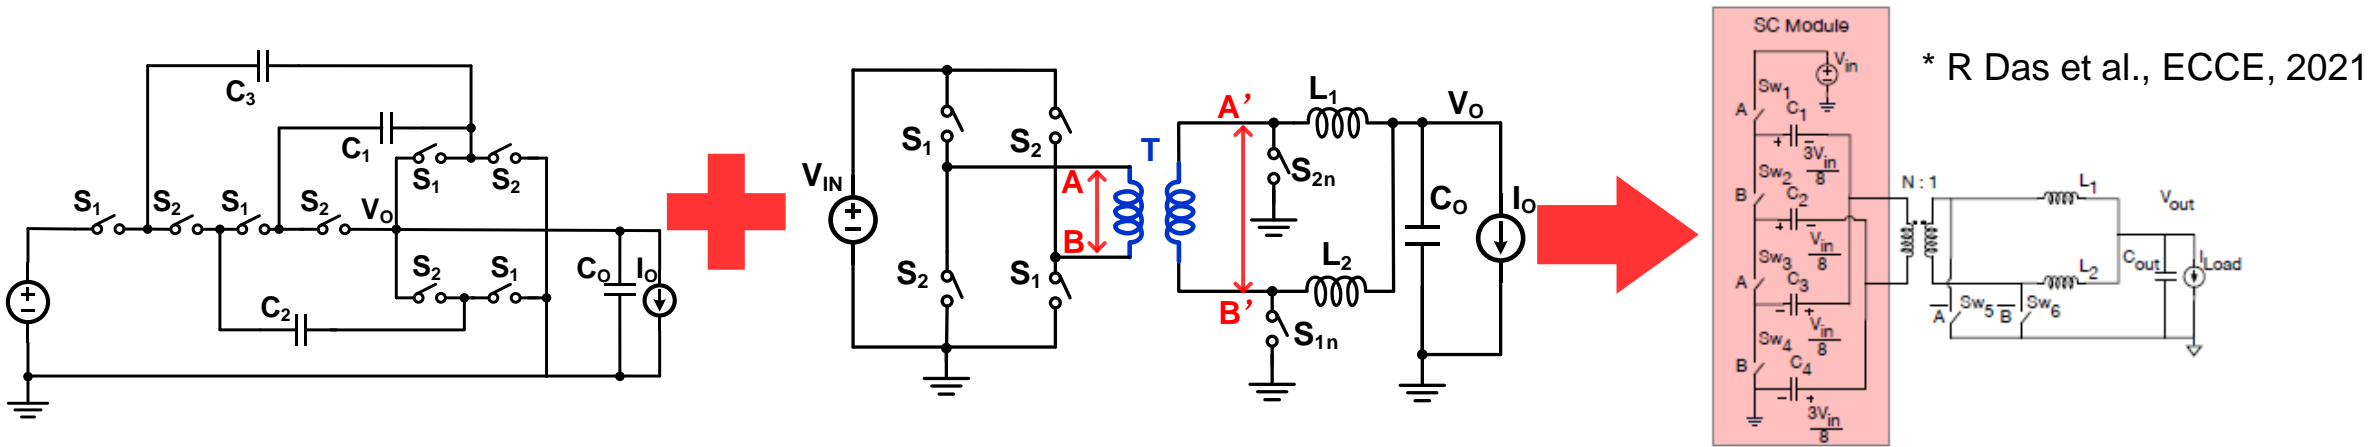 C3
C1
S1
S2
S1
S2
S1
S2
VO
S2
S1
C2
CO
IO
VIN
S1
S2
S2
S1
A
B
T
A’
B’
S2n
S1n
L1
L2
VO
CO
IO
SC Module
Vin
Sw1
A
C1
+
−
3Vin
8
Sw2
B
C2
+
−
Vin
8
Sw3
A
C3
−
+
Vin
8
Sw4
B
C4
−
+
3Vin
8
N : 1
L1
L2
Vout
Cout
ILoad
A
Sw5
B
Sw6
* R Das et al., ECCE, 2021